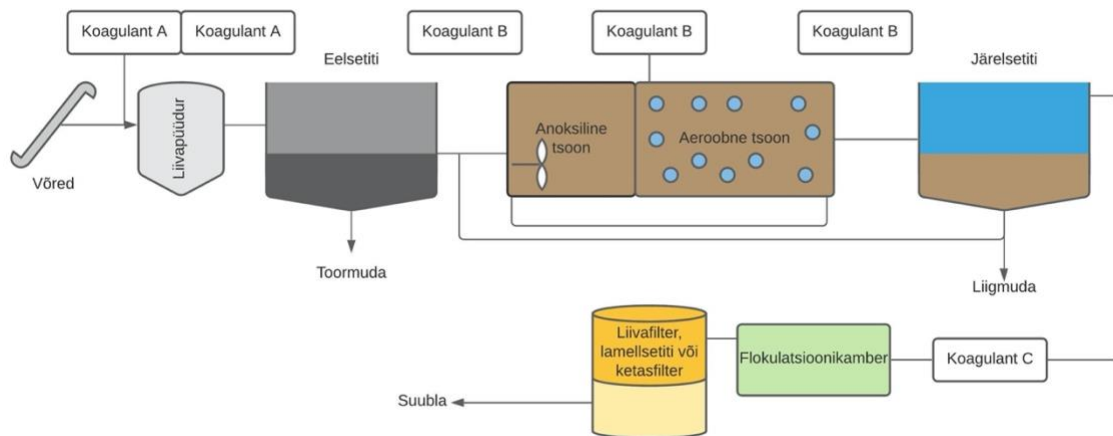 Koagulant A
Koagulant A
Koagulant B
Koagulant B
Koagulant B
Eelsetiti
Järelsetiti
Võred
Liivapüüdur
Anoksiline
tsoon
Aeroobne tsoon
Toormuda
Liigmuda
Liivafilter,
lamellsetiti või
ketasfilter
Flokulatsioonikamber
Koagulant C
Suubla